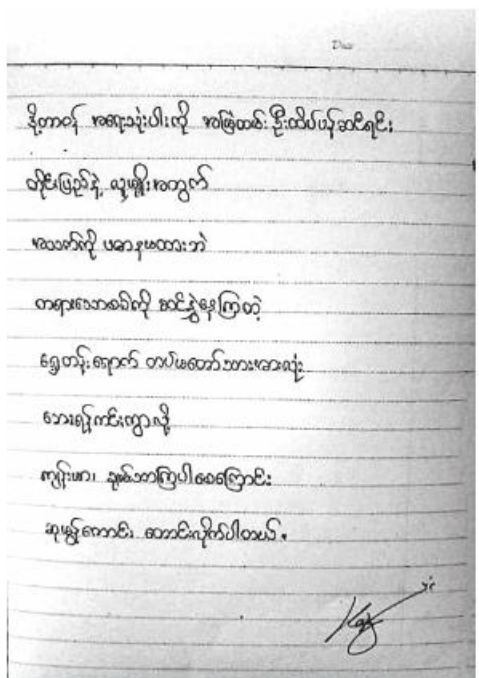 Date
ဒို့တာဝန် အရေးသုံးပါးကို အမြဲထမ်း ဦးထိပ်ပန်ဆင်ရင်း
တိုင်းပြည်နဲ့ လူမျိုးအတွက်
အသက်ကို ပဓာနမထားဘဲ
တရားသောစစ်ကို ဆင်နွှဲနေကြတဲ့
ရှေ့တန်းရောက် တပ်မတော်သားအားလုံး
ဘေးရန်ကင်းကွာလို့
ကျန်းမာ၊ ချမ်းသာကြပါစေကြောင်း
ဆုမွန်ကောင်း တောင်းလိုက်ပါတယ်။